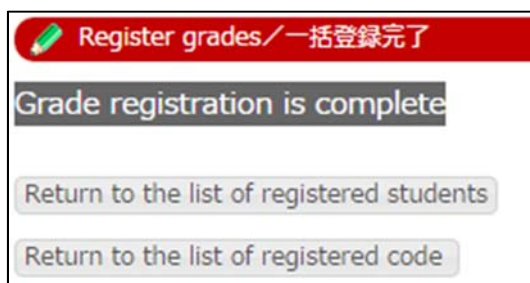 Register grades／一括登録完了
Grade registration is complete
Return to the list of registered students
Return to the list of registered code